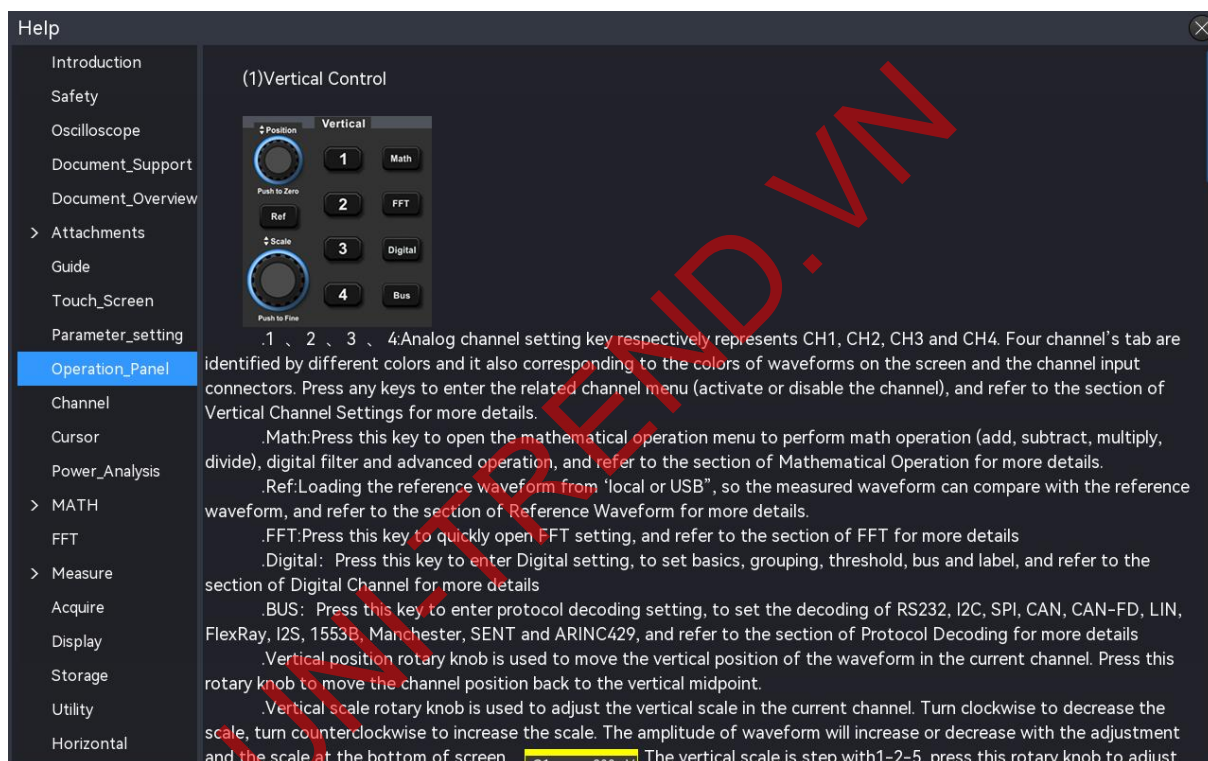 Help
Introduction
Safety
Oscilloscope
Document_Support
Document_Overview
> Attachments
Guide
Touch_Screen
Parameter_setting
Operation_Panel
Channel
Cursor
Power_Analysis
> MATH
FFT
> Measure
Acquire
Display
Storage
Utility
Horizontal
(1)Vertical Control
Position
Vertical
1
Math
Push to Zero
2
FFT
Ref
Scale
3
Digital
4
Bus
Push to Fine
.1 、 2 、 3 、 4:Analog channel setting key respectively represents CH1, CH2, CH3 and CH4. Four channel's tab are
identified by different colors and it also corresponding to the colors of waveforms on the screen and the channel input
connectors. Press any keys to enter the related channel menu (activate or disable the channel), and refer to the section of
Vertical Channel Settings for more details.
.Math:Press this key to open the mathematical operation menu to perform math operation (add, subtract, multiply,
divide), digital filter and advanced operation, and refer to the section of Mathematical Operation for more details.
.Ref:Loading the reference waveform from ‘local or USB”, so the measured waveform can compare with the reference
waveform, and refer to the section of Reference Waveform for more details.
.FFT:Press this key to quickly open FFT setting, and refer to the section of FFT for more details
.Digital: Press this key to enter Digital setting, to set basics, grouping, threshold, bus and label, and refer to the
section of Digital Channel for more details
.BUS: Press this key to enter protocol decoding setting, to set the decoding of RS232, I2C, SPI, CAN, CAN-FD, LIN,
FlexRay, I2S, 1553B, Manchester, SENT and ARINC429, and refer to the section of Protocol Decoding for more details
.Vertical position rotary knob is used to move the vertical position of the waveform in the current channel. Press this
rotary knob to move the channel position back to the vertical midpoint.
.Vertical scale rotary knob is used to adjust the vertical scale in the current channel. Turn clockwise to decrease the
scale, turn counterclockwise to increase the scale. The amplitude of waveform will increase or decrease with the adjustment
and the scale at the bottom of screen The vertical scale is step with1-2-5, press this rotary knob to adjust
UNI-TREND.VN